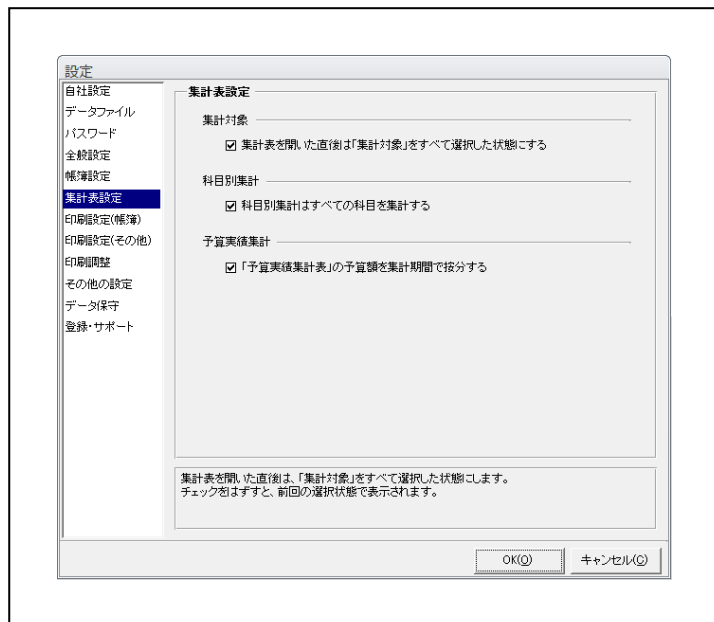 設定
自社設定
データファイル
パスワード
全般設定
帳簿設定
集計表設定
印刷設定(帳簿)
印刷設定(その他)
印刷調整
その他の設定
データ保守
登録・サポート
集計表設定
集計対象
集計表を開いた直後は「集計対象」をすべて選択した状態にする
科目別集計
科目別集計はすべての科目を集計する
予算実績集計
「予算実績集計表」の予算額を集計期間で按分する
集計表を開いた直後は、「集計対象」をすべて選択した状態にします。
チェックをはずすと、前回の選択状態で表示されます。
OK(O)
キャンセル(C)